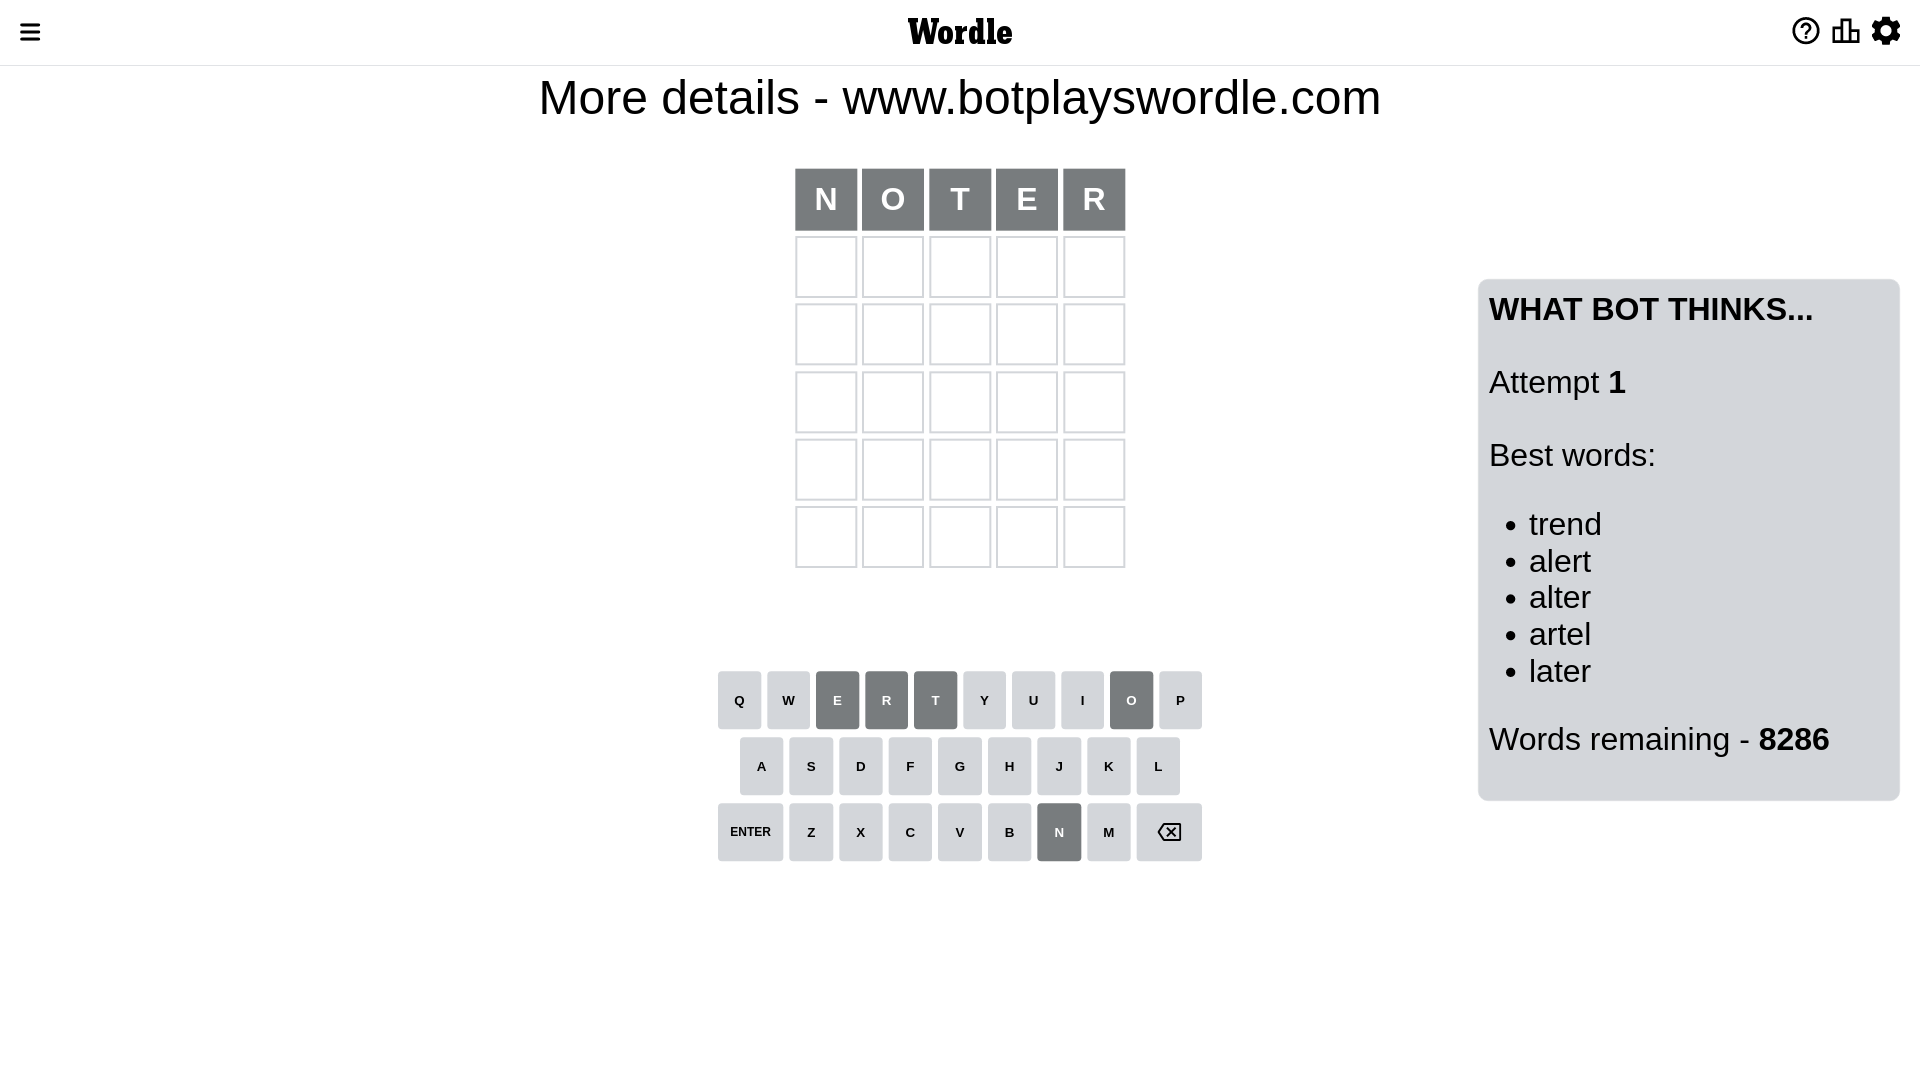 Wordle
More details - www.botplayswordle.com
N O T E R
WHAT BOT THINKS...
Attempt 1
Best words:
• trend
• alert
• alter
• artel
• later
Words remaining - 8286
Q W E R T Y U I O P
A S D F G H J K L
ENTER Z X C V B N M